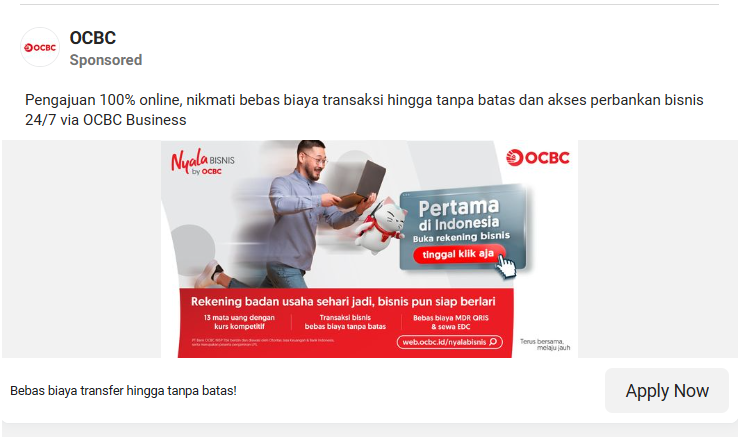 OCBC
OCBC
Sponsored
Pengajuan 100% online, nikmati bebas biaya transaksi hingga tanpa batas dan akses perbankan bisnis
24/7 via OCBC Business
Nyala BISNIS
by OCBC
OCBC
Pertama
di Indonesia
Buka rekening bisnis
tinggal klik aja
Rekening badan usaha sehari jadi, bisnis pun siap berlari
13 mata uang dengan
kurs kompetitif
Transaksi bisnis
bebas biaya tanpa batas
Bebas biaya MDR QRIS
& sewa EDC
web.ocbc.id/nyalabisnis
Terus bersama,
melaju jauh
Bebas biaya transfer hingga tanpa batas!
Apply Now